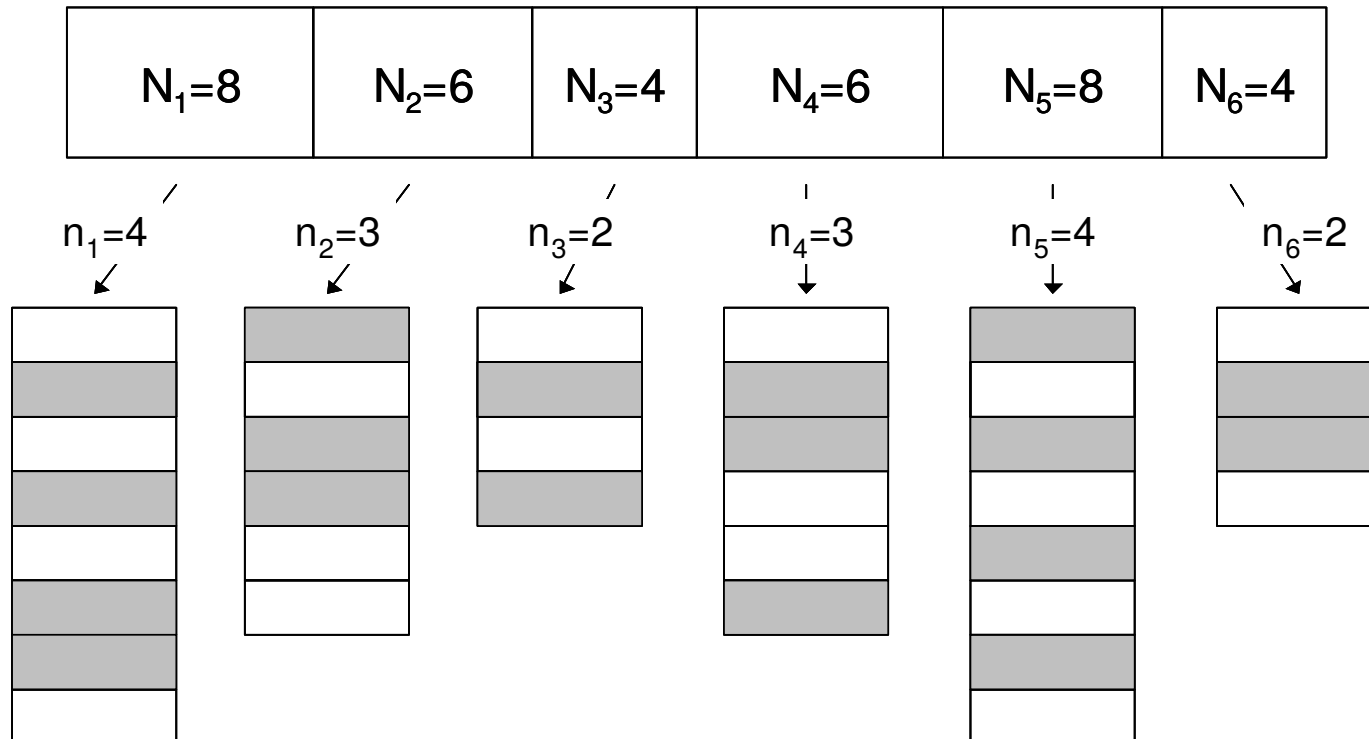 N₁=8 N₂=6 N₃=4 N₄=6 N₅=8 N₆=4
n₁=4 n₂=3 n₃=2 n₄=3 n₅=4 n₆=2